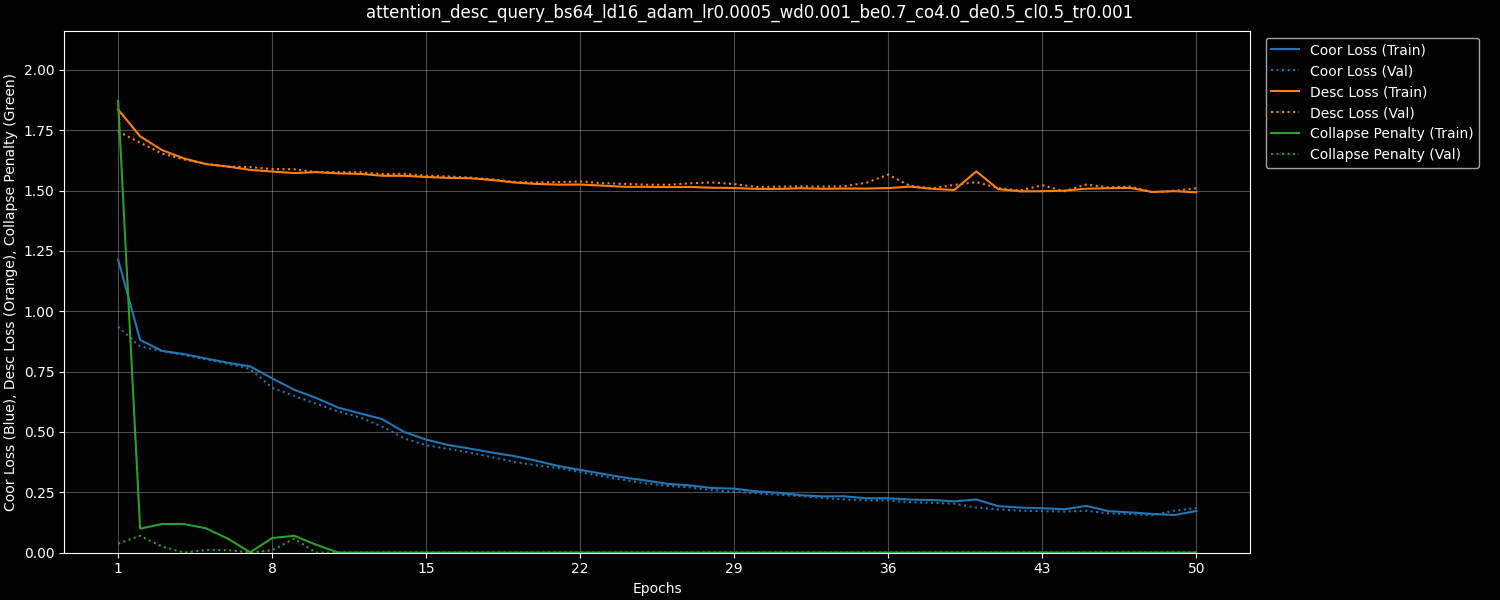 attention_desc_query_bs64_ld16_adam_lr0.0005_wd0.001_be0.7_co4.0_de0.5_cl0.5_tr0.001
Coor Loss (Blue), Desc Loss (Orange), Collapse Penalty (Green)
2.00
1.75
1.50
1.25
1.00
0.75
0.50
0.25
0.00
1 8 15 22 29 36 43 50
Epochs
Coor Loss (Train)
Coor Loss (Val)
Desc Loss (Train)
Desc Loss (Val)
Collapse Penalty (Train)
Collapse Penalty (Val)